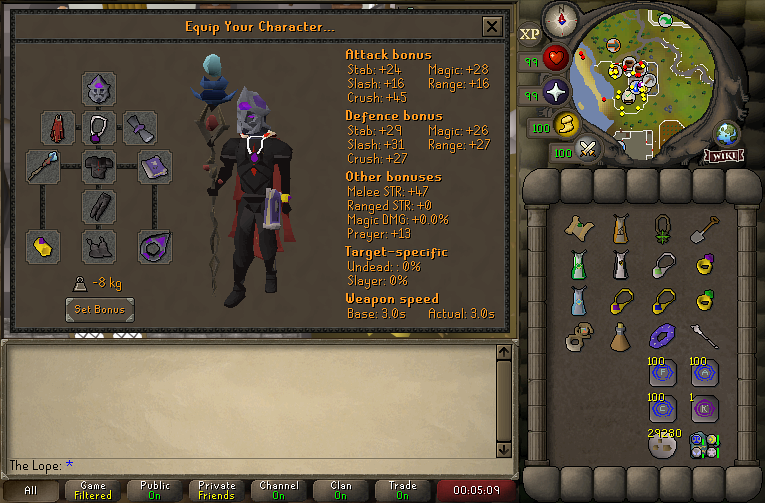 Equip Your Character...
Attack bonus
Stab: +24 Magic: +28
Slash: +16 Range: +16
Crush: +45
Defence bonus
Stab: +29 Magic: +26
Slash: +31 Range: +27
Crush: +27
Other bonuses
Melee STR: +47
Ranged STR: +0
Magic DMG: +0.0%
Prayer: +13
Target-specific
Undead: : 0%
Slayer: 0%
Weapon speed
Base: 3.0s Actual: 3.0s
-8 kg
Set Bonus
XP
99
99
100
100
WIKI
100 100
F A
100 1
C K
29280
The Lope: *
All
Game
Filtered
Public
On
Private
Friends
Channel
On
Clan
On
Trade
On
00:05:09